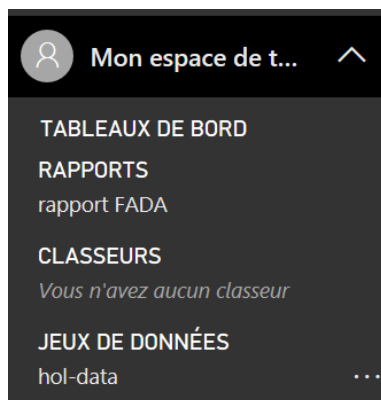 Mon espace de t...
TABLEAUX DE BORD
RAPPORTS
rapport FADA
CLASSEURS
Vous n'avez aucun classeur
JEUX DE DONNÉES
hol-data